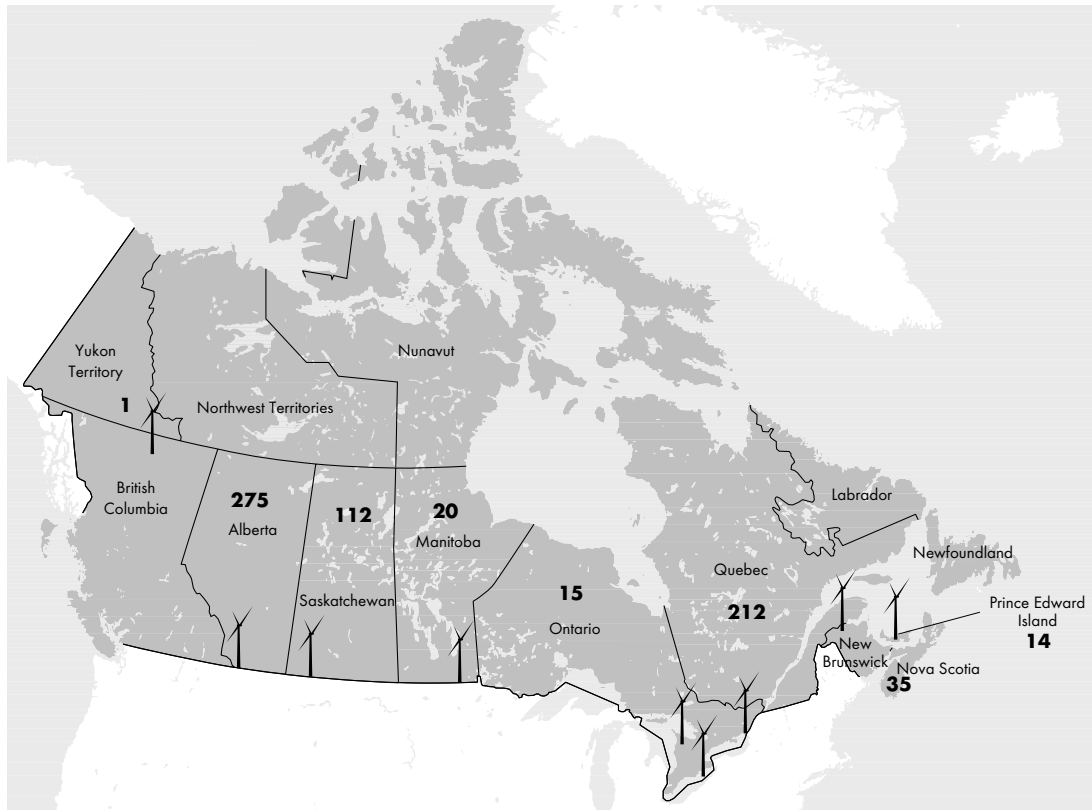 Nunavut
Yukon
Territory
1
Northwest Territories
British
Columbia
275
Alberta
112
Saskatchewan
20
Manitoba
15
Ontario
Quebec
212
Labrador
Newfoundland
Prince Edward
Island
14
New
Brunswick
Nova Scotia
35